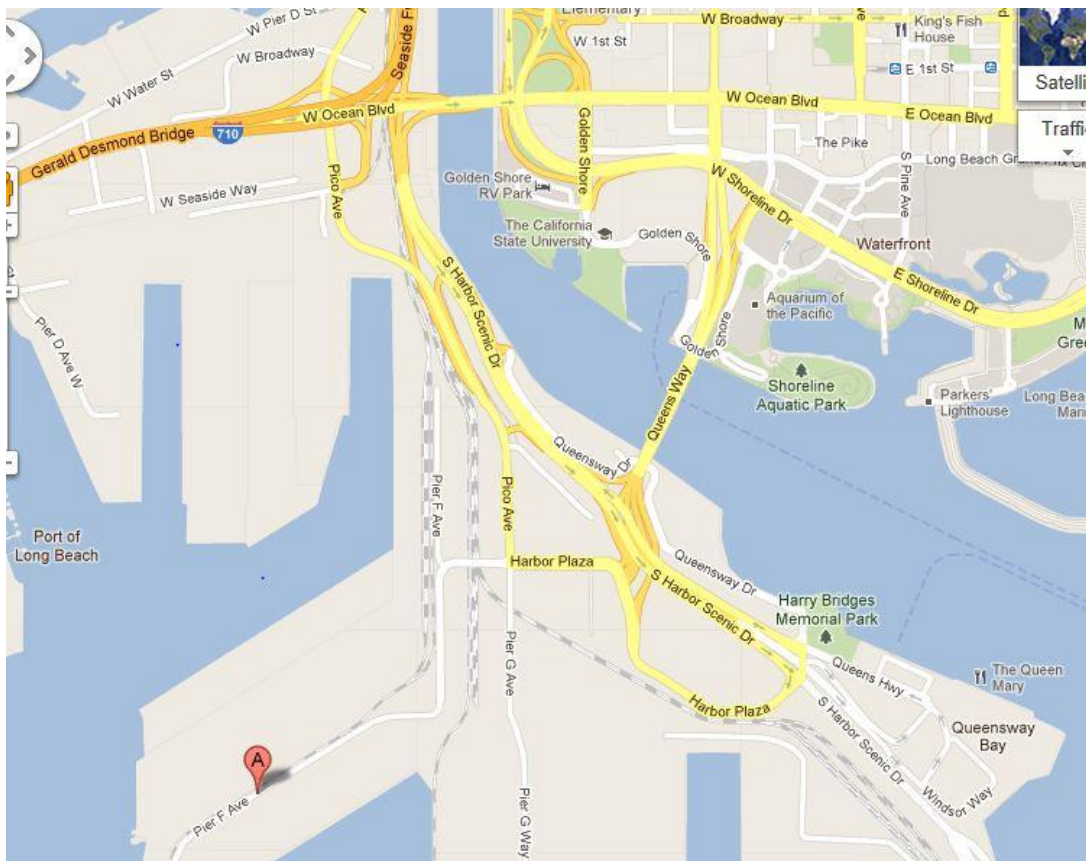 W Pier D St
Elementary
W Broadway
King's Fish
House
W 1st St
E 1st St
W Broadway
W Water St
Seaside
Satelli
W Ocean Blvd
W Ocean Blvd
E Ocean Blvd
Gerald Desmond Bridge
710
Golden Shore
The Pike
S Pine Ave
Long Beach
Traffi
Pico Ave
W Seaside Way
Golden Shore
RV Park
W Shoreline Dr
The California
State University
Golden Shore
Waterfront
E Shoreline Dr
S Harbor Scenic Dr
Aquarium of
the Pacific
Pier D Ave W
Golden Shore
Shoreline
Aquatic Park
Parkers'
Lighthouse
Long Bea
Mari
Gree
Queens Way
Queensway Dr
Pier F Ave
Pico Ave
Port of
Long Beach
Harbor Plaza
Queensway Dr
S Harbor Scenic Dr
Harry Bridges
Memorial Park
Pier G Ave
Queens Hwy
The Queen
Mary
Harbor Plaza
S Harbor Scenic Dr
Queensway
Bay
A
Pier F Ave
Pier G Way
Windsor Way